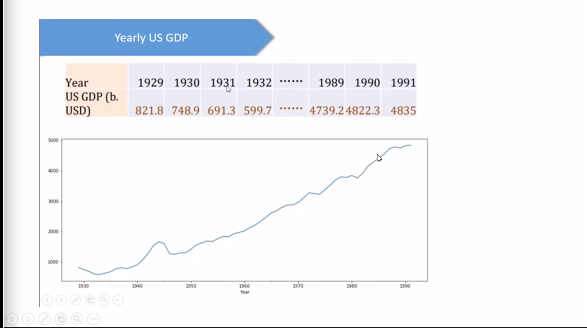 Yearly US GDP
Year 1929 1930 1931 1932 ...... 1989 1990 1991
US GDP (b. USD) 821.8 748.9 691.3 599.7 ...... 4739.2 4822.3 4835
5000
4000
3000
2000
1000
1930 1940 1950 1960 1970 1980 1990
Year